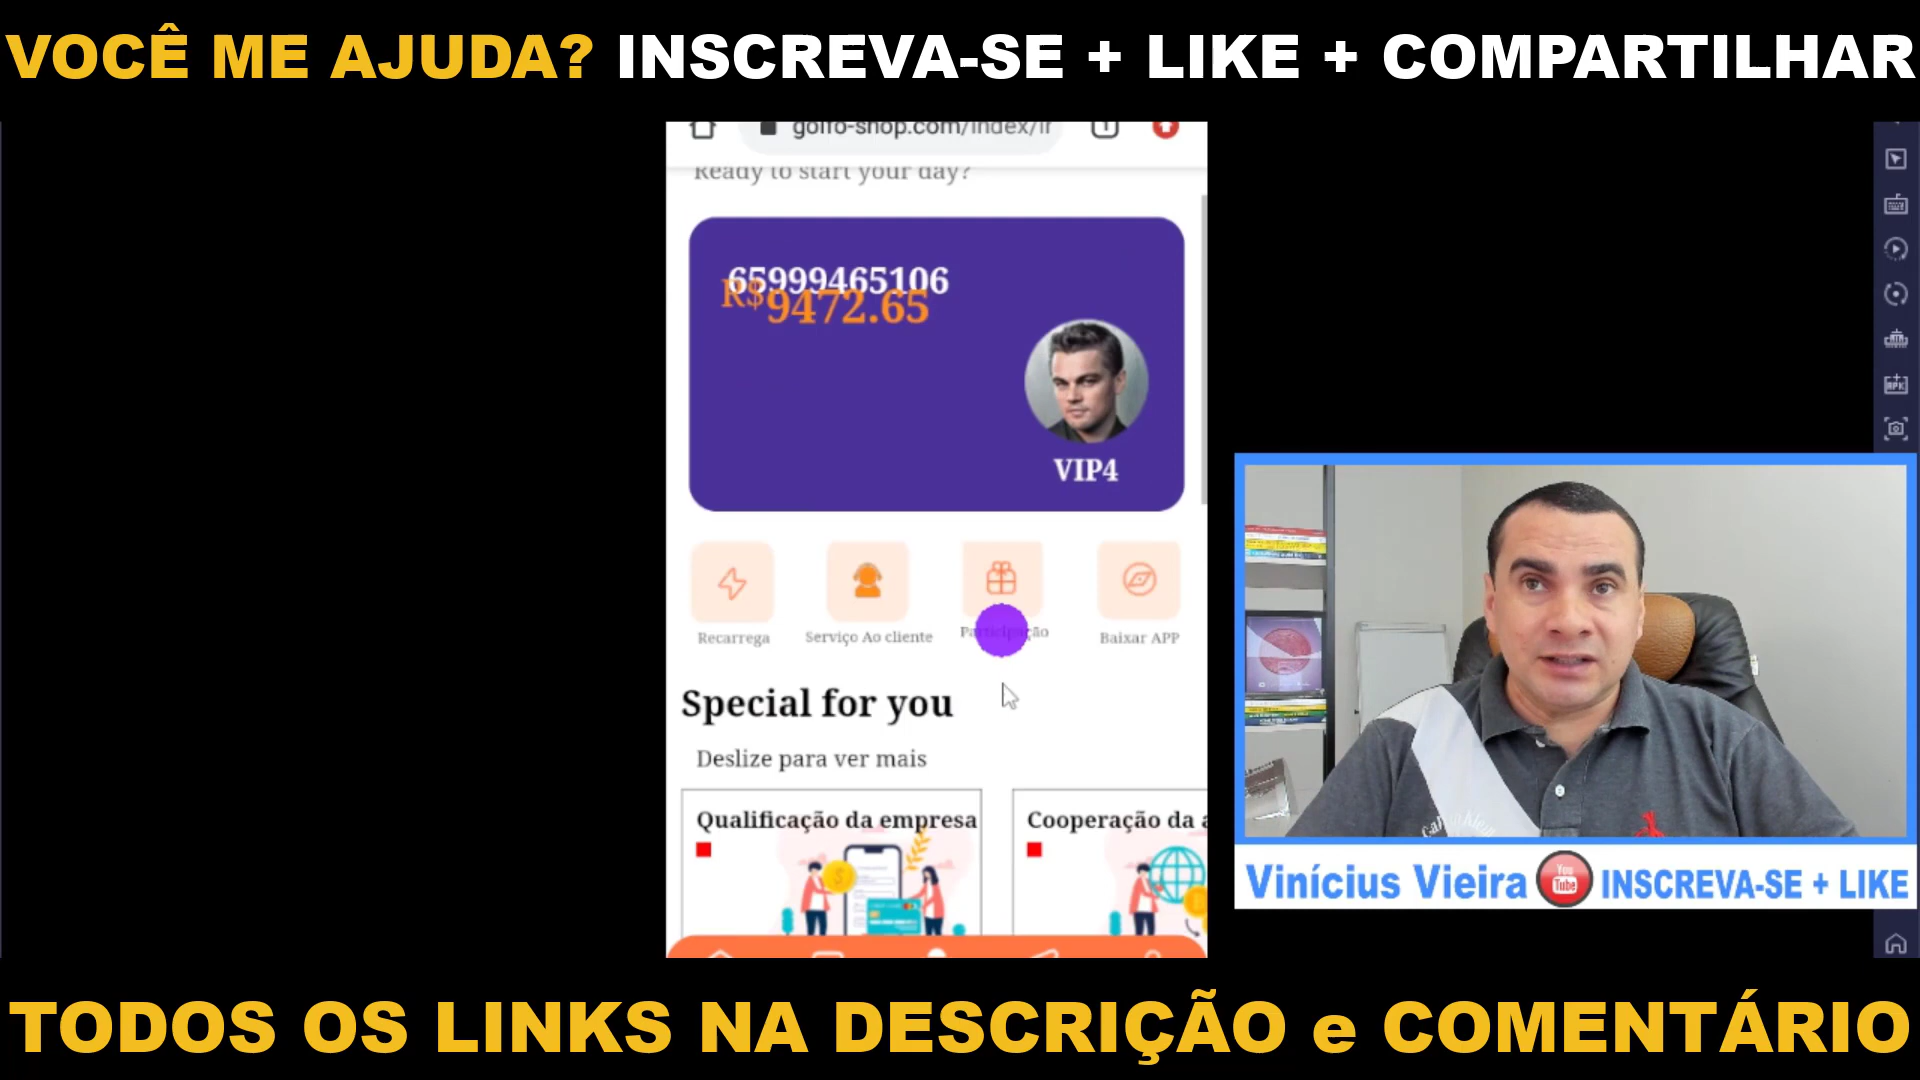 VOCÊ ME AJUDA? INSCREVA-SE + LIKE + COMPARTILHAR
golfo-shop.com/index/
Ready to start your day?
65999465106
R$9472.65
VIP4
Recarrega
Serviço Ao cliente
Participação
Baixar APP
Special for you
Deslize para ver mais
Qualificação da empresa
Cooperação da
Vinícius Vieira YouTube INSCREVA-SE + LIKE
TODOS OS LINKS NA DESCRIÇÃO e COMENTÁRIO